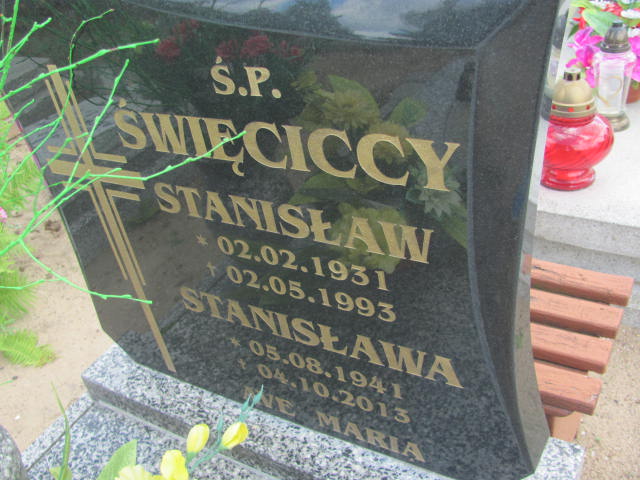 Ś.P.
ŚWIĘCICCY
STANISŁAW
* 02.02.1931
† 02.05.1993
STANISŁAWA
* 05.08.1941
† 04.10.2013
AVE MARIA